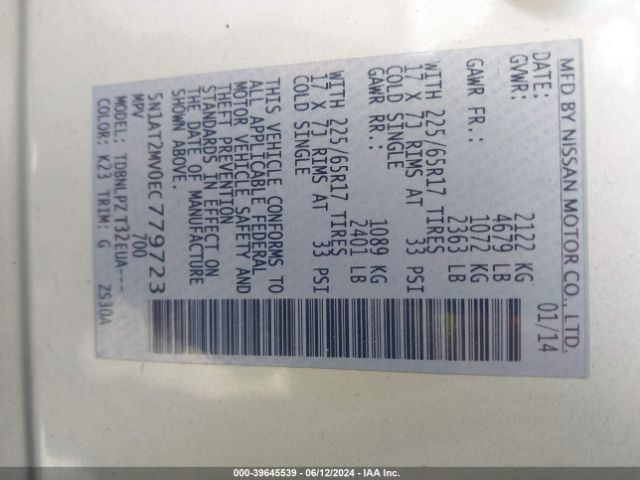 MFD BY NISSAN MOTOR CO., LTD.
DATE: 01/14
GVWR: 2122 KG
4679 LB
GAWR FR.: 1072 KG
2363 LB
WITH 225/65R17 TIRES
17 X 7J RIMS AT 33 PSI
COLD SINGLE
GAWR RR.: 1089 KG
2401 LB
WITH 225/65R17 TIRES
17 X 7J RIMS AT 33 PSI
COLD SINGLE
THIS VEHICLE CONFORMS TO
ALL APPLICABLE FEDERAL
MOTOR VEHICLE SAFETY AND
THEFT PREVENTION
STANDARDS IN EFFECT ON
THE DATE OF MANUFACTURE
SHOWN ABOVE.
5N1AT2MV0EC779723
MPV 700
MODEL: TDBNLPZ T32EUA---
COLOR: K23 TRIM: G ZS30A
000-39645539 - 06/12/2024 - IAA Inc.